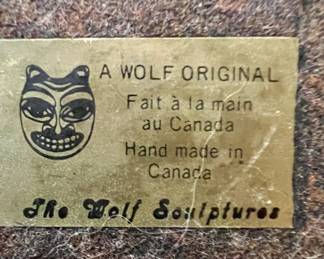 A WOLF ORIGINAL
Fait à la main
au Canada
Hand made in
Canada
The Wolf Sculptures